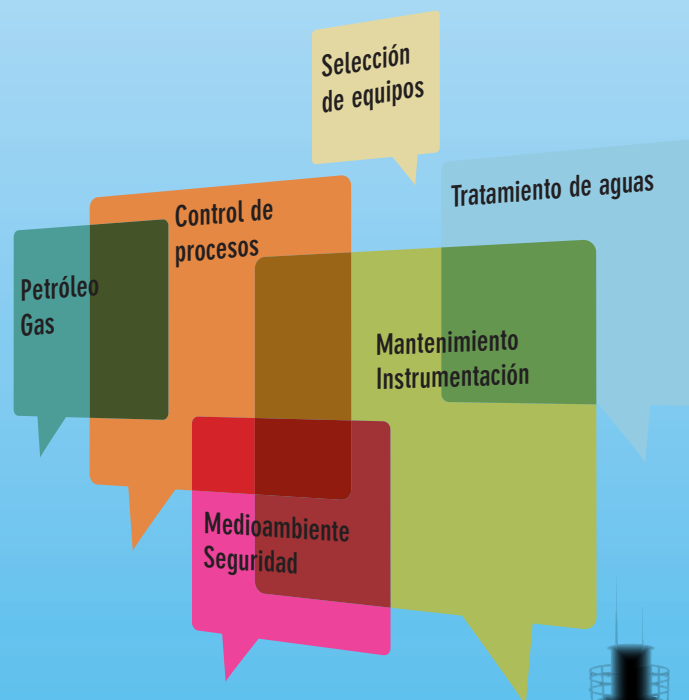 Selección
de equipos
Tratamiento de aguas
Control de
procesos
Petróleo
Gas
Mantenimiento
Instrumentación
Medioambiente
Seguridad